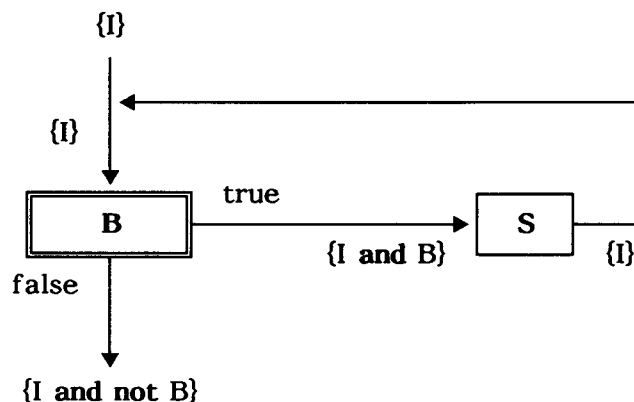 {I}
{I}
true
B
S
{I and B}
{I}
false
{I and not B}